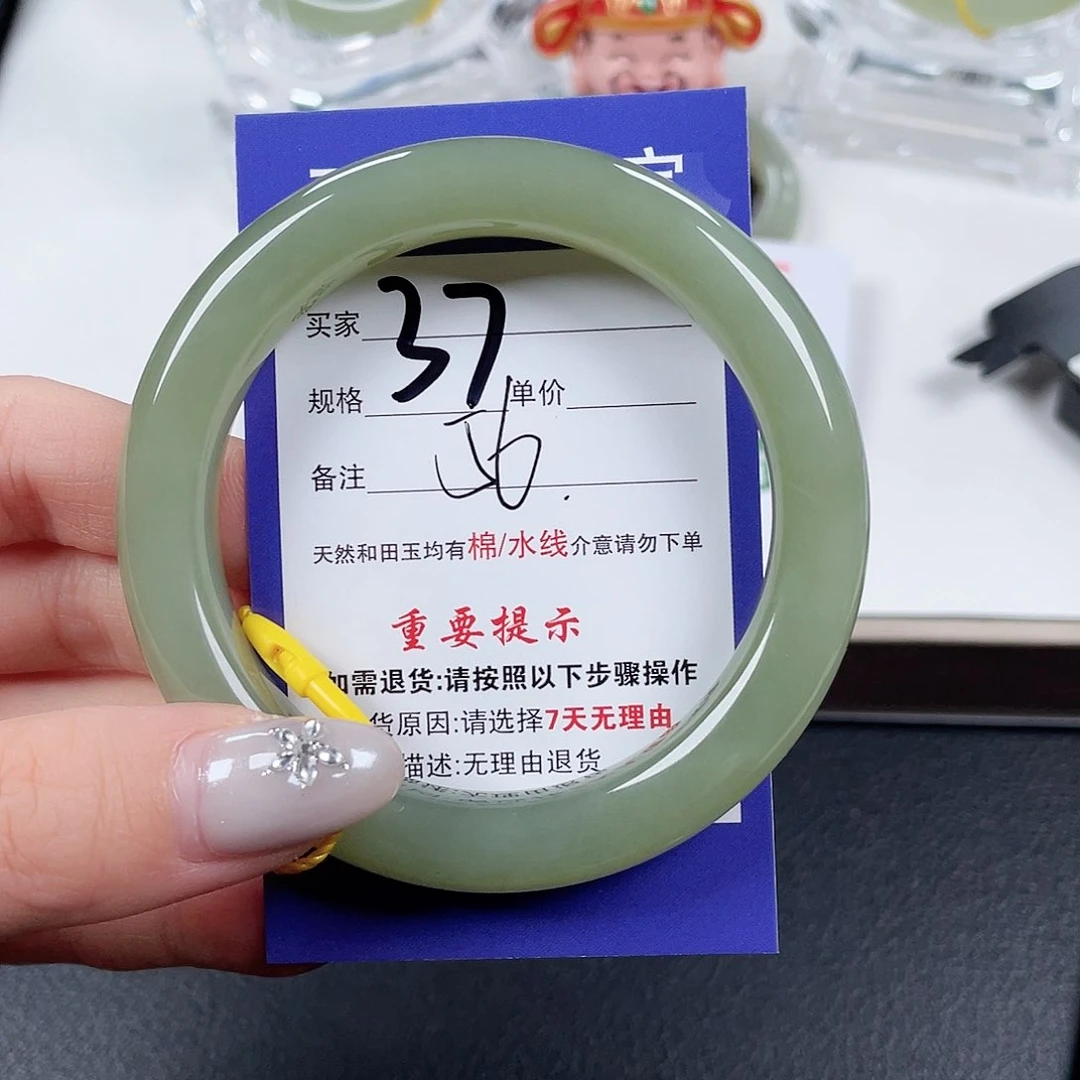 买家 37
规格 单价
备注 56.
天然和田玉均有棉/水线介意请勿下单
重要提示
如需退货:请按照以下步骤操作
货原因:请选择7天无理由
描述:无理由退货